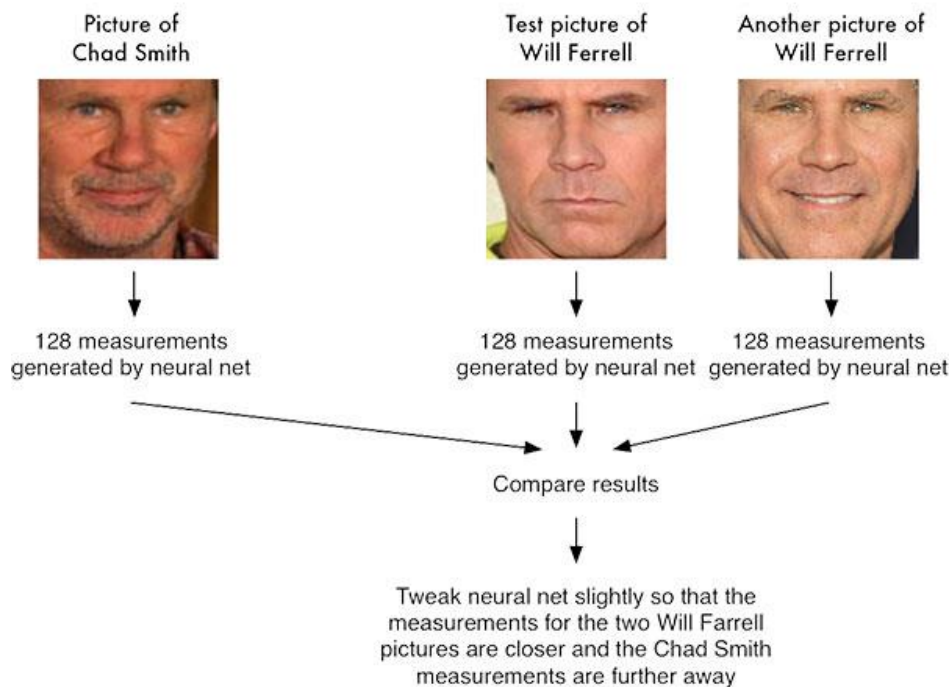 Picture of
Chad Smith
Test picture of
Will Ferrell
Another picture of
Will Ferrell
128 measurements
generated by neural net
128 measurements
generated by neural net
128 measurements
generated by neural net
Compare results
Tweak neural net slightly so that the
measurements for the two Will Farrell
pictures are closer and the Chad Smith
measurements are further away